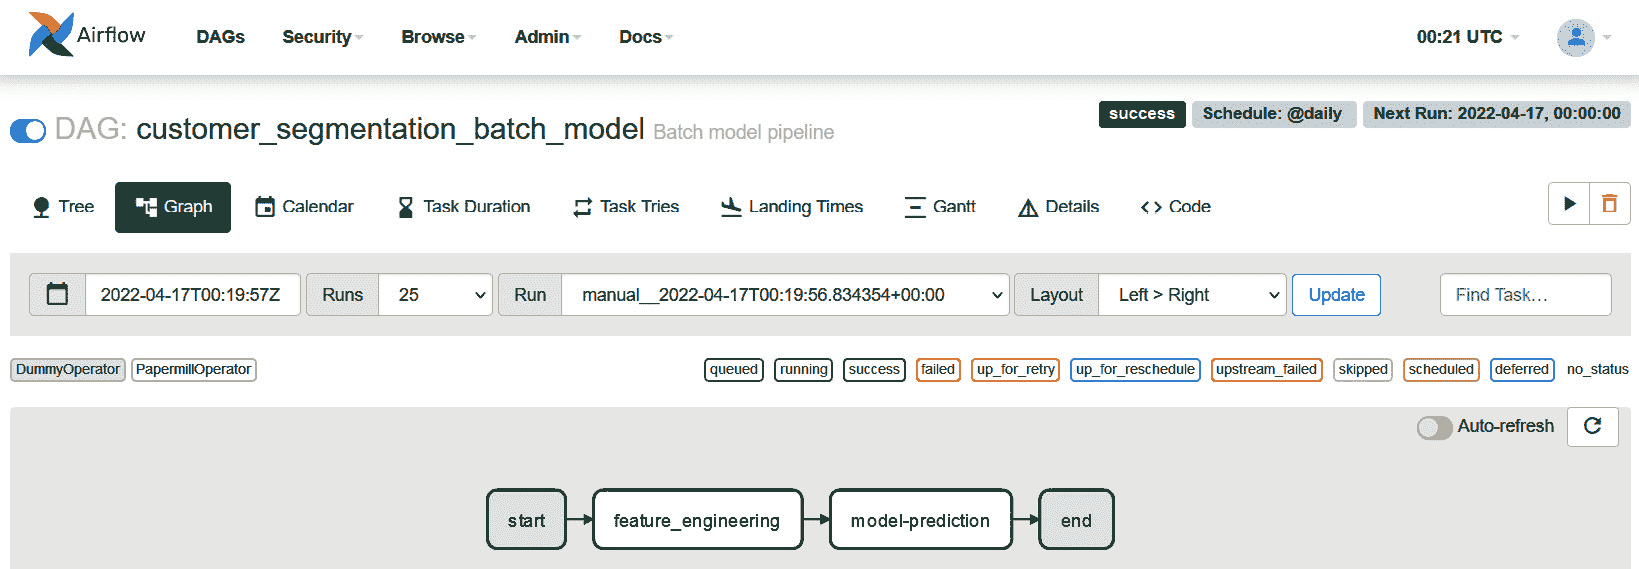 Airflow DAGs Security Browse Admin Docs 00:21 UTC
success Schedule: @daily Next Run: 2022-04-17, 00:00:00
DAG: customer_segmentation_batch_model Batch model pipeline
Tree Graph Calendar Task Duration Task Tries Landing Times Gantt Details <> Code
2022-04-17T00:19:57Z Runs 25 Run manual__2022-04-17T00:19:56.834354+00:00 Layout Left > Right Update Find Task...
DummyOperator PapermillOperator queued running success failed up_for_retry up_for_reschedule upstream_failed skipped scheduled deferred no_status
Auto-refresh
start feature_engineering model-prediction end